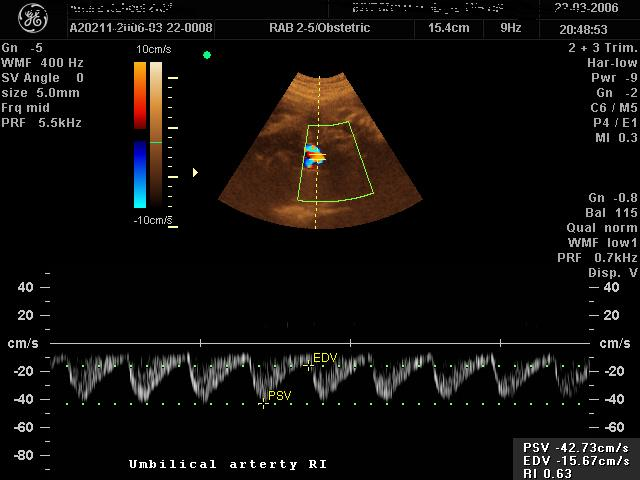 22-03-2006
A20211-2006-03 22-0008 RAB 2-5/Obstetric 15.4cm 9Hz 20:48:53
Gn -5
WMF 400 Hz
SV Angle 0
size 5.0mm
Frq mid
PRF 5.5kHz
10cm/s
-10cm/s
2 + 3 Trim.
Har-low
Pwr -9
Gn -2
C6 / M5
P4 / E1
MI 0.3
Gn -0.8
Bal 115
Qual norm
WMF low1
PRF 0.7kHz
Disp. V
40 40
20 20
cm/s cm/s
EDV
-20 -20
PSV
-40 -40
-60 -60
-80
Umbilical arterty RI
PSV -42.73cm/s
EDV -15.67cm/s
RI 0.63